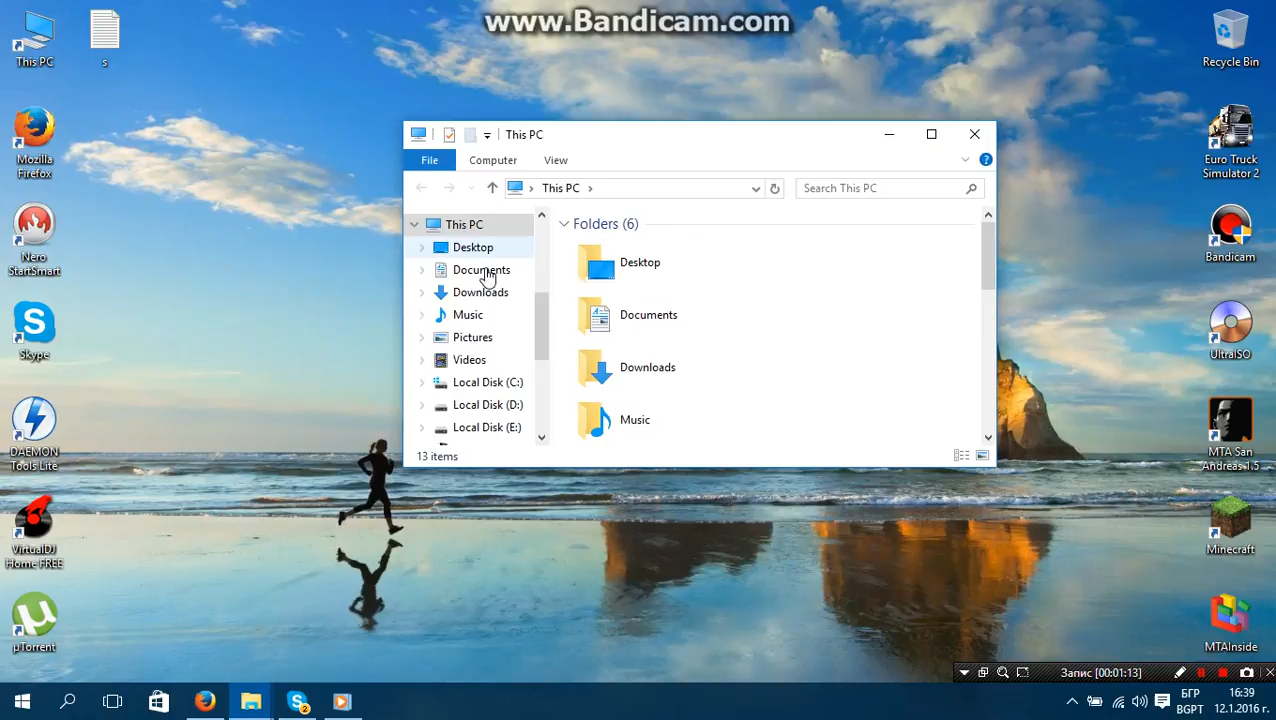 www.Bandicam.com
This PC
s
Recycle Bin
Mozilla
Firefox
Nero
StartSmart
Skype
DAEMON
Tools Lite
VirtualDJ
Home FREE
µTorrent
This PC
File
Computer
View
This PC
Search This PC
This PC
Desktop
Documents
Downloads
Music
Pictures
Videos
Local Disk (C:)
Local Disk (D:)
Local Disk (E:)
Folders (6)
Desktop
Documents
Downloads
Music
13 items
Euro Truck
Simulator 2
Bandicam
UltraISO
MTA San
Andreas 1.5
Minecraft
MTAInside
Запис [00:01:13]
2
БГР
BGPT
16:39
12.1.2016 г.